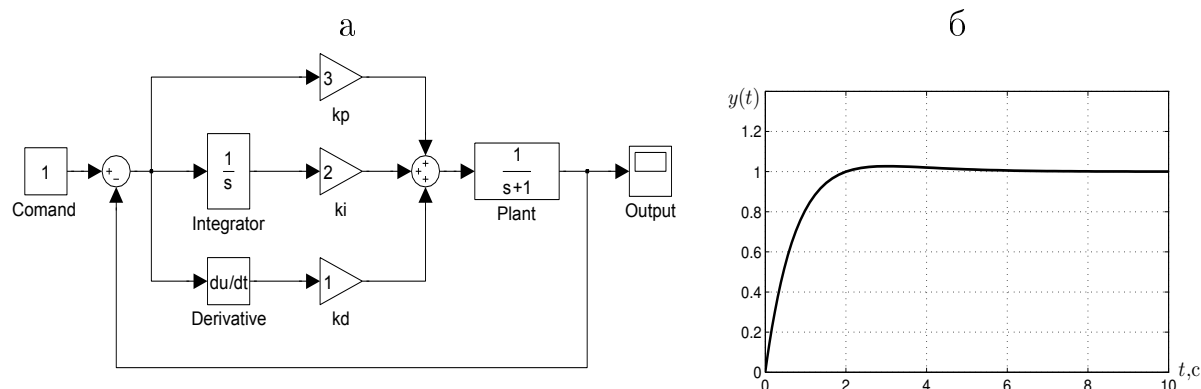 а
3
kp
1
Comand
+
−
1
s
Integrator
2
ki
+
+
+
1
s+1
Plant
Output
du/dt
Derivative
1
kd
б
y(t)
1.2
1
0.8
0.6
0.4
0.2
0
0 2 4 6 8 10
t,c